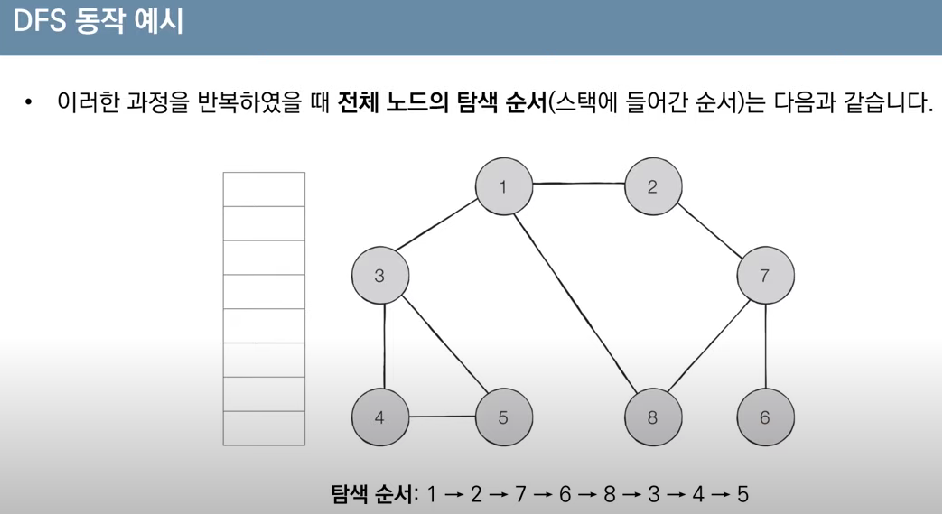 DFS 동작 예시
• 이러한 과정을 반복하였을 때 전체 노드의 탐색 순서(스택에 들어간 순서)는 다음과 같습니다.
1
2
3
7
4
5
8
6
탐색 순서: 1 → 2 → 7 → 6 → 8 → 3 → 4 → 5